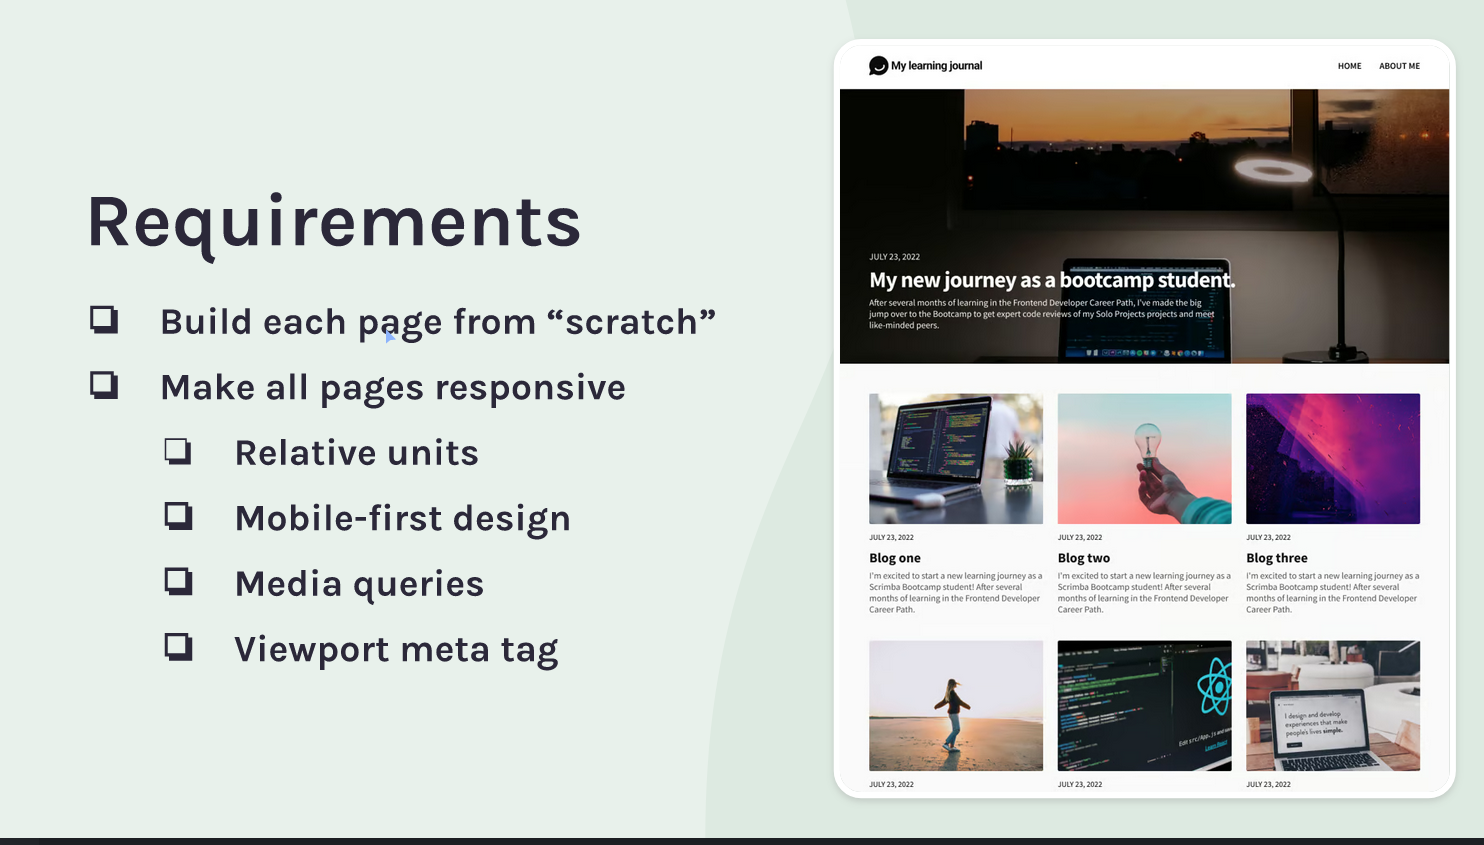 Requirements
Build each page from “scratch”
Make all pages responsive
Relative units
Mobile-first design
Media queries
Viewport meta tag
My learning journal
HOME ABOUT ME
JULY 23, 2022
My new journey as a bootcamp student.
After several months of learning in the Frontend Developer Career Path, I've made the big
jump over to the Bootcamp to get expert code reviews of my Solo Projects projects and meet
like-minded peers.
JULY 23, 2022
Blog one
I'm excited to start a new learning journey as a
Scrimba Bootcamp student! After several
months of learning in the Frontend Developer
Career Path.
JULY 23, 2022
Blog two
I'm excited to start a new learning journey as a
Scrimba Bootcamp student! After several
months of learning in the Frontend Developer
Career Path.
JULY 23, 2022
Blog three
I'm excited to start a new learning journey as a
Scrimba Bootcamp student! After several
months of learning in the Frontend Developer
Career Path.
Edit src/App.js and
Learn React
I design and develop
experiences that make
people's lives simple.
JULY 23, 2022
JULY 23, 2022
JULY 23, 2022